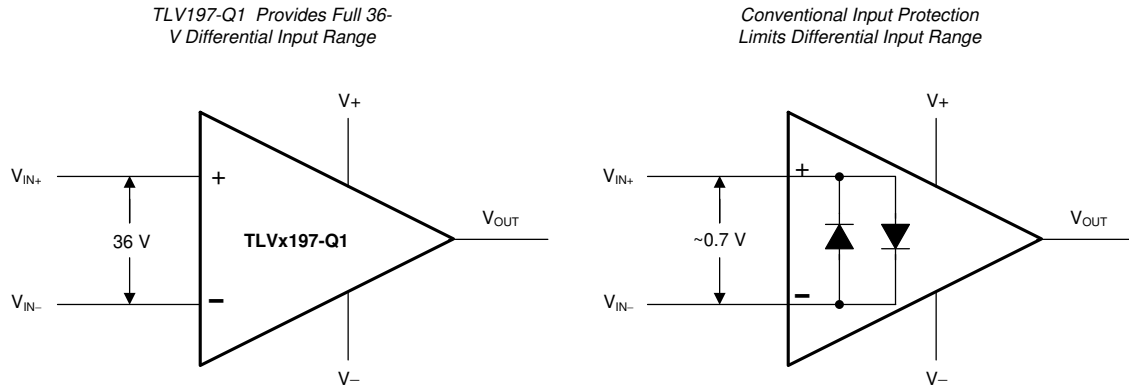 TLV197-Q1 Provides Full 36-
V Differential Input Range
V+
VIN+
+
36 V
TLVx197-Q1
VOUT
VIN–
–
V–
Conventional Input Protection
Limits Differential Input Range
V+
VIN+
+
~0.7 V
VOUT
VIN–
–
V–